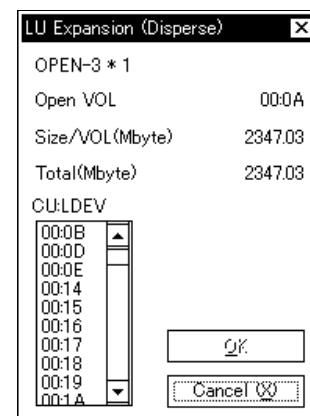 LU Expansion (Disperse) X
OPEN-3 * 1
Open VOL 00:0A
Size/VOL(Mbyte) 2347.03
Total(Mbyte) 2347.03
CU:LDEV
00:0B
00:0D
00:0E
00:14
00:15
00:16
00:17
00:18
00:19
00:1A
OK
Cancel (X)